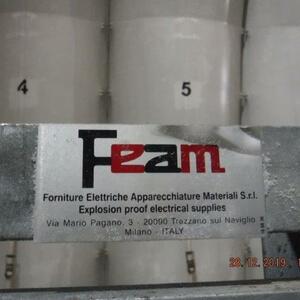 4 5
Feam
Forniture Elettriche Apparecchiature Materiali S.r.l.
Explosion proof electrical supplies
Via Mario Pagano, 3 - 20090 Trezzano sul Naviglio
Milano - ITALY
20.12.2019